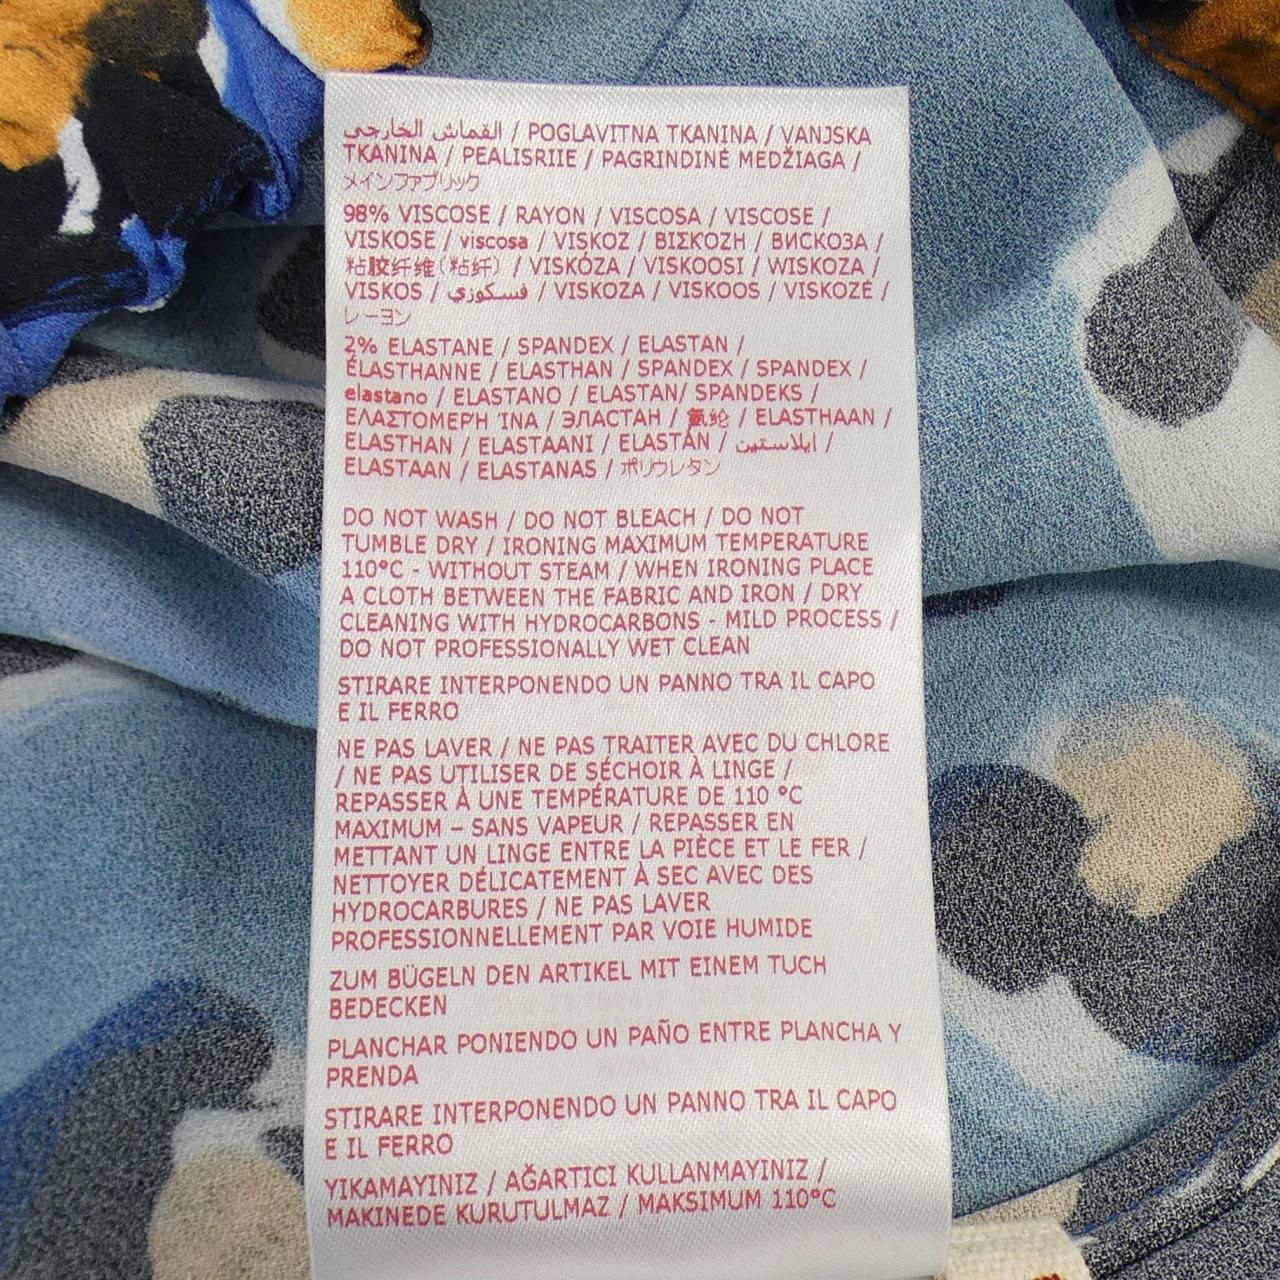 القماش الخارجي / POGLAVITNA TKANINA / VANJSKA
TKANINA / PEALISRIIE / PAGRINDINĖ MEDŽIAGA /
メインファブリック
98% VISCOSE / RAYON / VISCOSA / VISCOSE /
VISKOSE / viscosa / VISKOZ / ΒΙΣΚΟΖΗ / ВИСКОЗА /
粘胶纤维(粘纤) / VISKÓZA / VISKOOSI / WISKOZA /
VISKOS / فسكوزي / VISKOZA / VISKOOS / VISKOZĖ /
レーヨン
2% ELASTANE / SPANDEX / ELASTAN /
ÉLASTHANNE / ELASTHAN / SPANDEX / SPANDEX /
elastano / ELASTANO / ELASTAN/ SPANDEKS /
ΕΛΑΣΤΟΜΕΡΉ ΊΝΑ / ЭЛАСТАН / 氨纶 / ELASTHAAN /
ELASTHAN / ELASTAANI / ELASTÁN / ايلاستين /
ELASTAAN / ELASTANAS / ポリウレタン
DO NOT WASH / DO NOT BLEACH / DO NOT
TUMBLE DRY / IRONING MAXIMUM TEMPERATURE
110°C - WITHOUT STEAM / WHEN IRONING PLACE
A CLOTH BETWEEN THE FABRIC AND IRON / DRY
CLEANING WITH HYDROCARBONS - MILD PROCESS /
DO NOT PROFESSIONALLY WET CLEAN
STIRARE INTERPONENDO UN PANNO TRA IL CAPO
E IL FERRO
NE PAS LAVER / NE PAS TRAITER AVEC DU CHLORE
/ NE PAS UTILISER DE SÉCHOIR À LINGE /
REPASSER À UNE TEMPÉRATURE DE 110 °C
MAXIMUM – SANS VAPEUR / REPASSER EN
METTANT UN LINGE ENTRE LA PIÈCE ET LE FER /
NETTOYER DÉLICATEMENT À SEC AVEC DES
HYDROCARBURES / NE PAS LAVER
PROFESSIONNELLEMENT PAR VOIE HUMIDE
ZUM BÜGELN DEN ARTIKEL MIT EINEM TUCH
BEDECKEN
PLANCHAR PONIENDO UN PAÑO ENTRE PLANCHA Y
PRENDA
STIRARE INTERPONENDO UN PANNO TRA IL CAPO
E IL FERRO
YIKAMAYINIZ / AĞARTICI KULLANMAYINIZ /
MAKINEDE KURUTULMAZ / MAKSIMUM 110°C